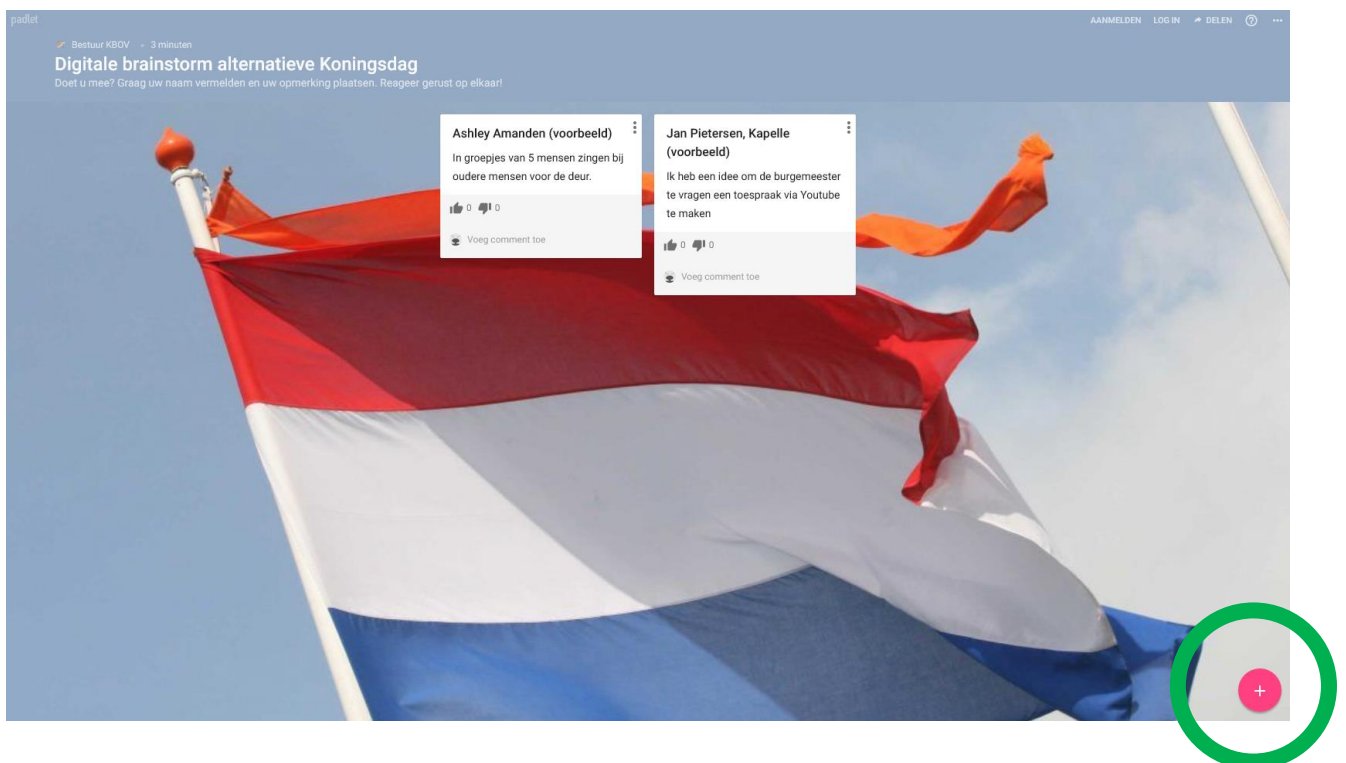 padlet
AANMELDEN LOG IN DELEN ?
Bestuur KBOV • 3 minuten
Digitale brainstorm alternatieve Koningsdag
Doet u mee? Graag uw naam vermelden en uw opmerking plaatsen. Reageer gerust op elkaar!
Ashley Amanden (voorbeeld)
In groepjes van 5 mensen zingen bij
oudere mensen voor de deur.
0 0
Voeg comment toe
Jan Pietersen, Kapelle
(voorbeeld)
Ik heb een idee om de burgemeester
te vragen een toespraak via Youtube
te maken
0 0
Voeg comment toe